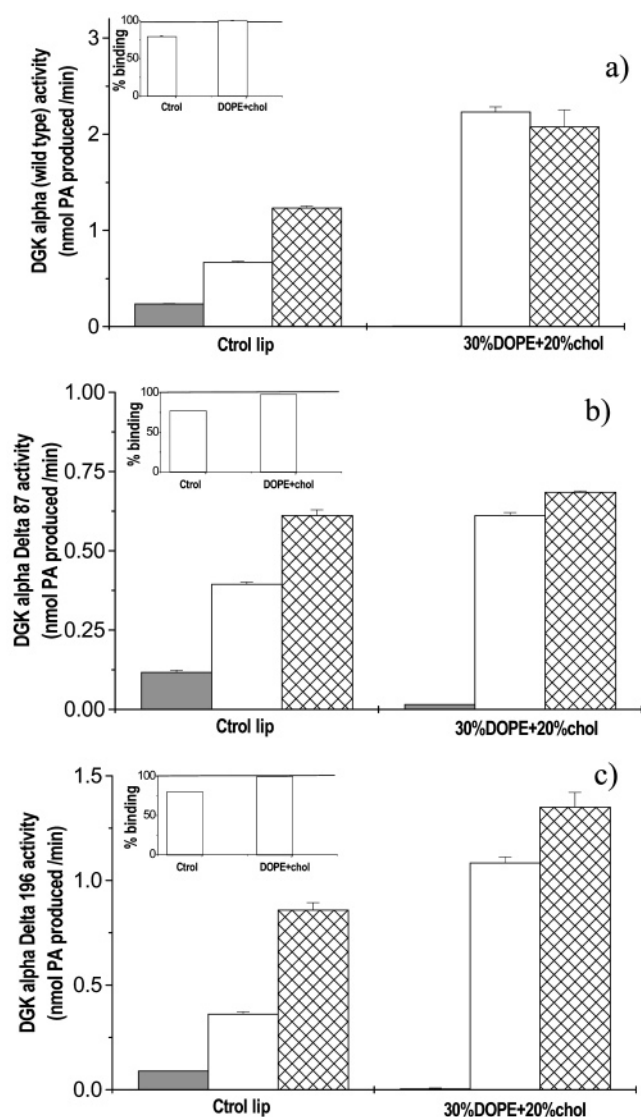 a)
DGK alpha (wild type) activity
(nmol PA produced /min)
3
2
1
0
% binding
100
50
0
Ctrol
DOPE+chol
Ctrol lip
30%DOPE+20%chol
b)
DGK alpha Delta 87 activity
(nmol PA produced /min)
1.00
0.75
0.50
0.25
0.00
% binding
100
50
0
Ctrol
DOPE+chol
Ctrol lip
30%DOPE+20%chol
c)
DGK alpha Delta 196 activity
(nmol PA produced /min)
1.5
1.0
0.5
0.0
% binding
100
50
0
Ctrol
DOPE+chol
Ctrol lip
30%DOPE+20%chol